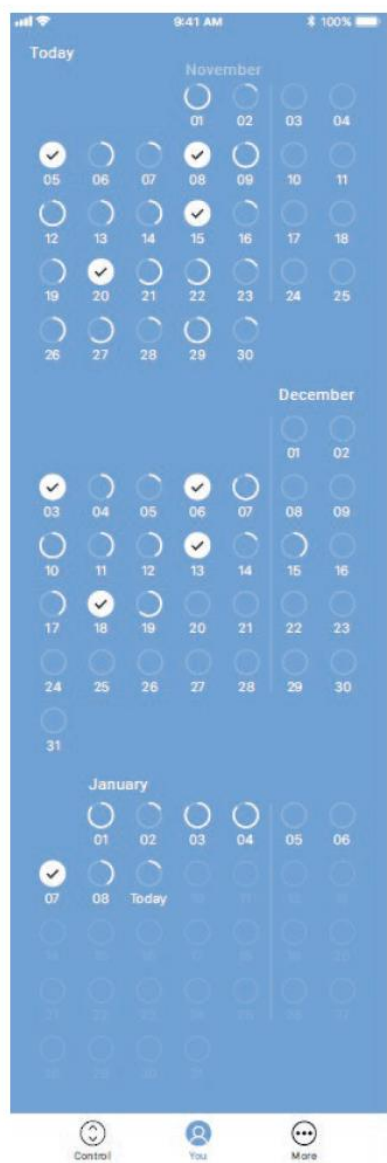 9:41 AM 100%
Today
November
01 02 03 04
05 06 07 08 09 10 11
12 13 14 15 16 17 18
19 20 21 22 23 24 25
26 27 28 29 30
December
01 02
03 04 05 06 07 08 09
10 11 12 13 14 15 16
17 18 19 20 21 22 23
24 25 26 27 28 29 30
31
January
01 02 03 04 05 06
07 08 Today
Control You More